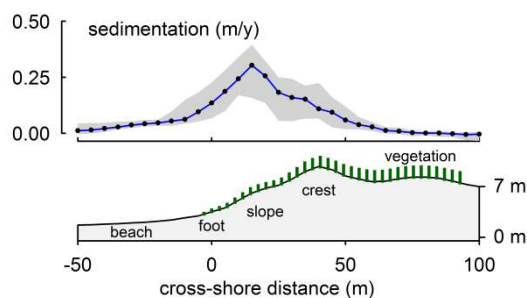 0.50
sedimentation (m/y)
0.25
0.00
vegetation
7 m
crest
slope
foot
beach
0 m
-50 0 50 100
cross-shore distance (m)